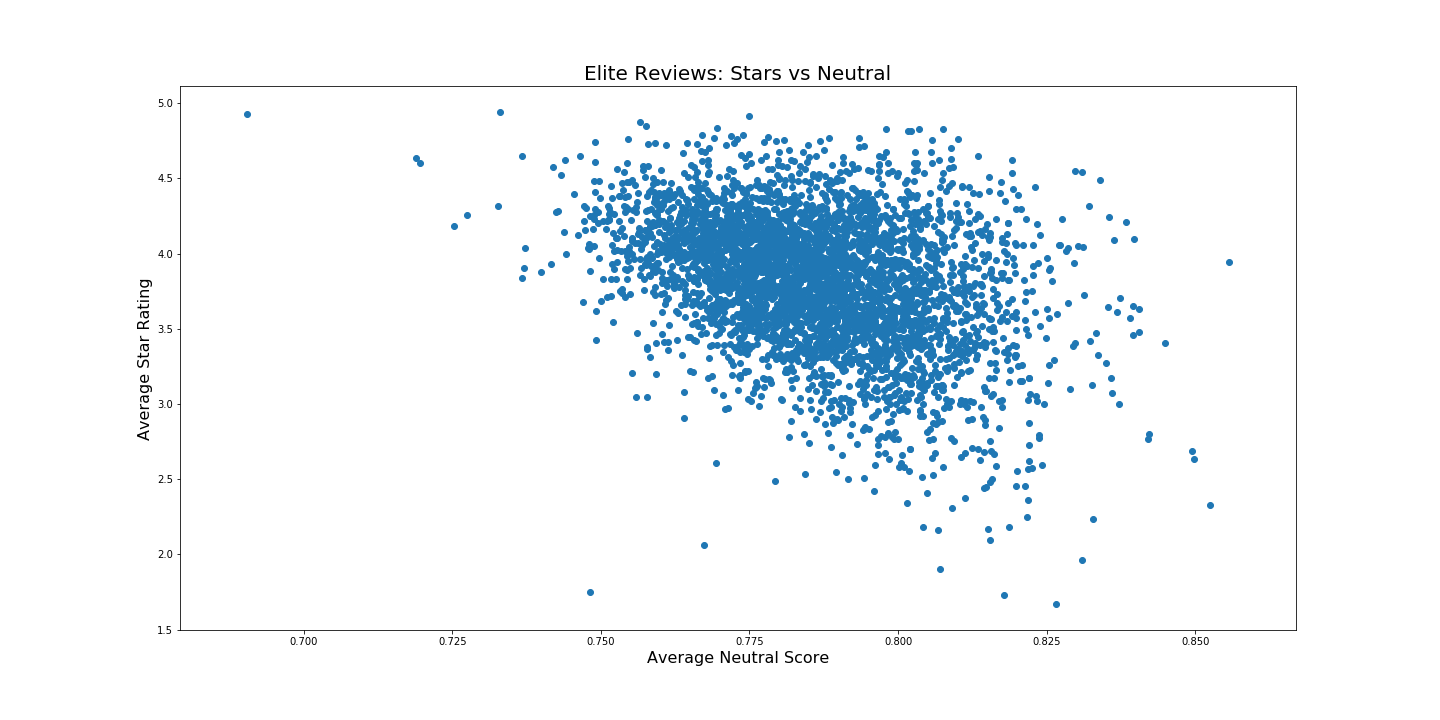 Elite Reviews: Stars vs Neutral
5.0
4.5
4.0
3.5
3.0
2.5
2.0
1.5
Average Star Rating
0.700 0.725 0.750 0.775 0.800 0.825 0.850
Average Neutral Score